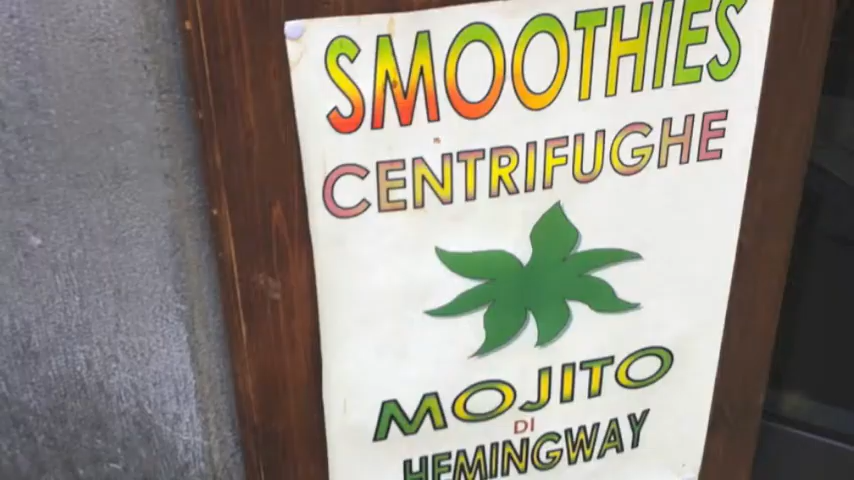 SMOOTHIES
CENTRIFUGHE
MOJITO
DI
HEMINGWAY